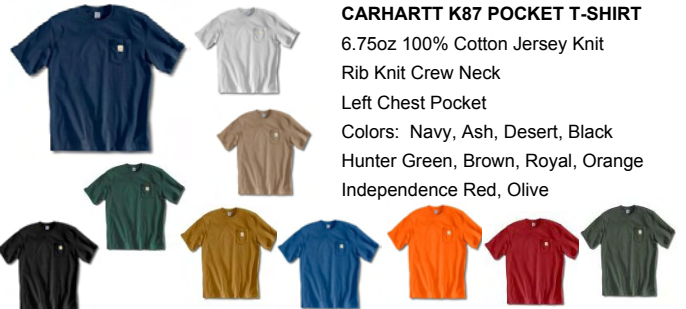 CARHARTT K87 POCKET T-SHIRT
6.75oz 100% Cotton Jersey Knit
Rib Knit Crew Neck
Left Chest Pocket
Colors:  Navy, Ash, Desert, Black
Hunter Green, Brown, Royal, Orange
Independence Red, Olive